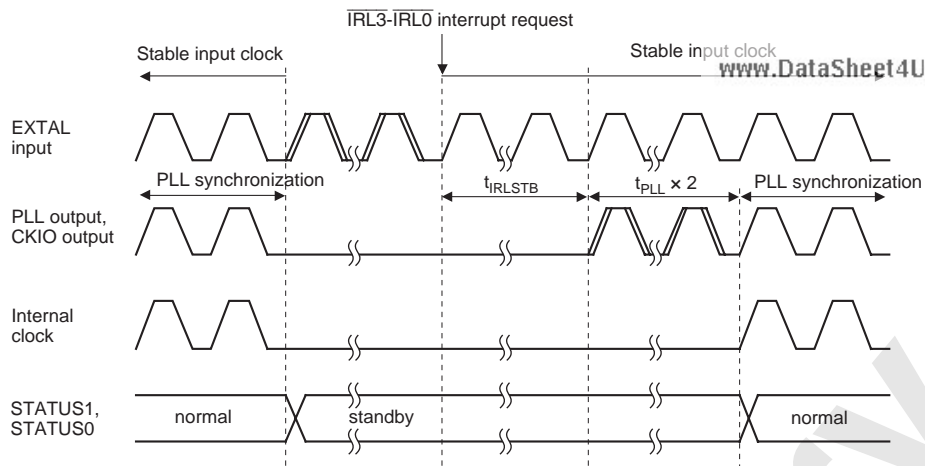 IRL3-IRL0 interrupt request
Stable input clock
Stable input clock
www.DataSheet4U
EXTAL
input
PLL synchronization
tIRLSTB
tPLL × 2
PLL synchronization
PLL output,
CKIO output
Internal
clock
STATUS1,
STATUS0
normal
standby
normal